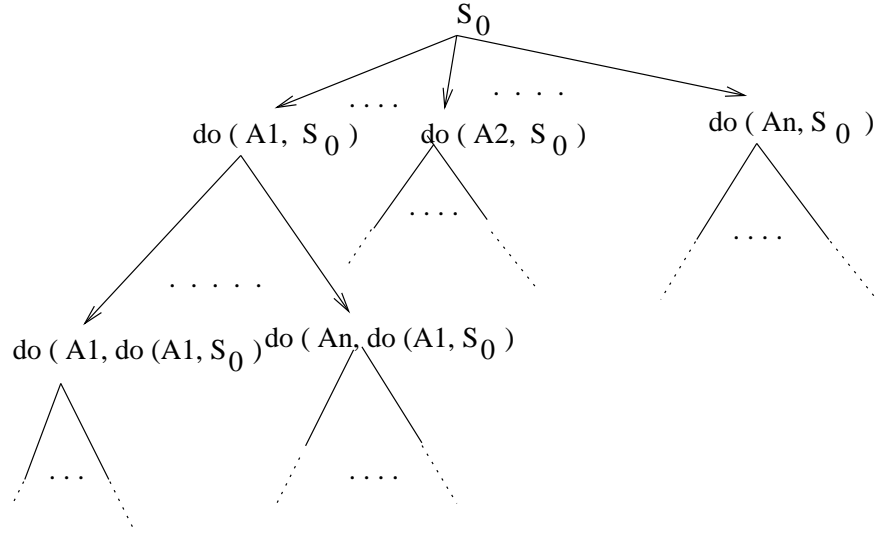 S₀
. . . .
. . . .
do ( A1, S₀ )
do ( A2, S₀ )
do ( An, S₀ )
. . . .
. . . .
. . . . .
do ( A1, do (A1, S₀ )
do ( An, do (A1, S₀ )
. . .
. . . .